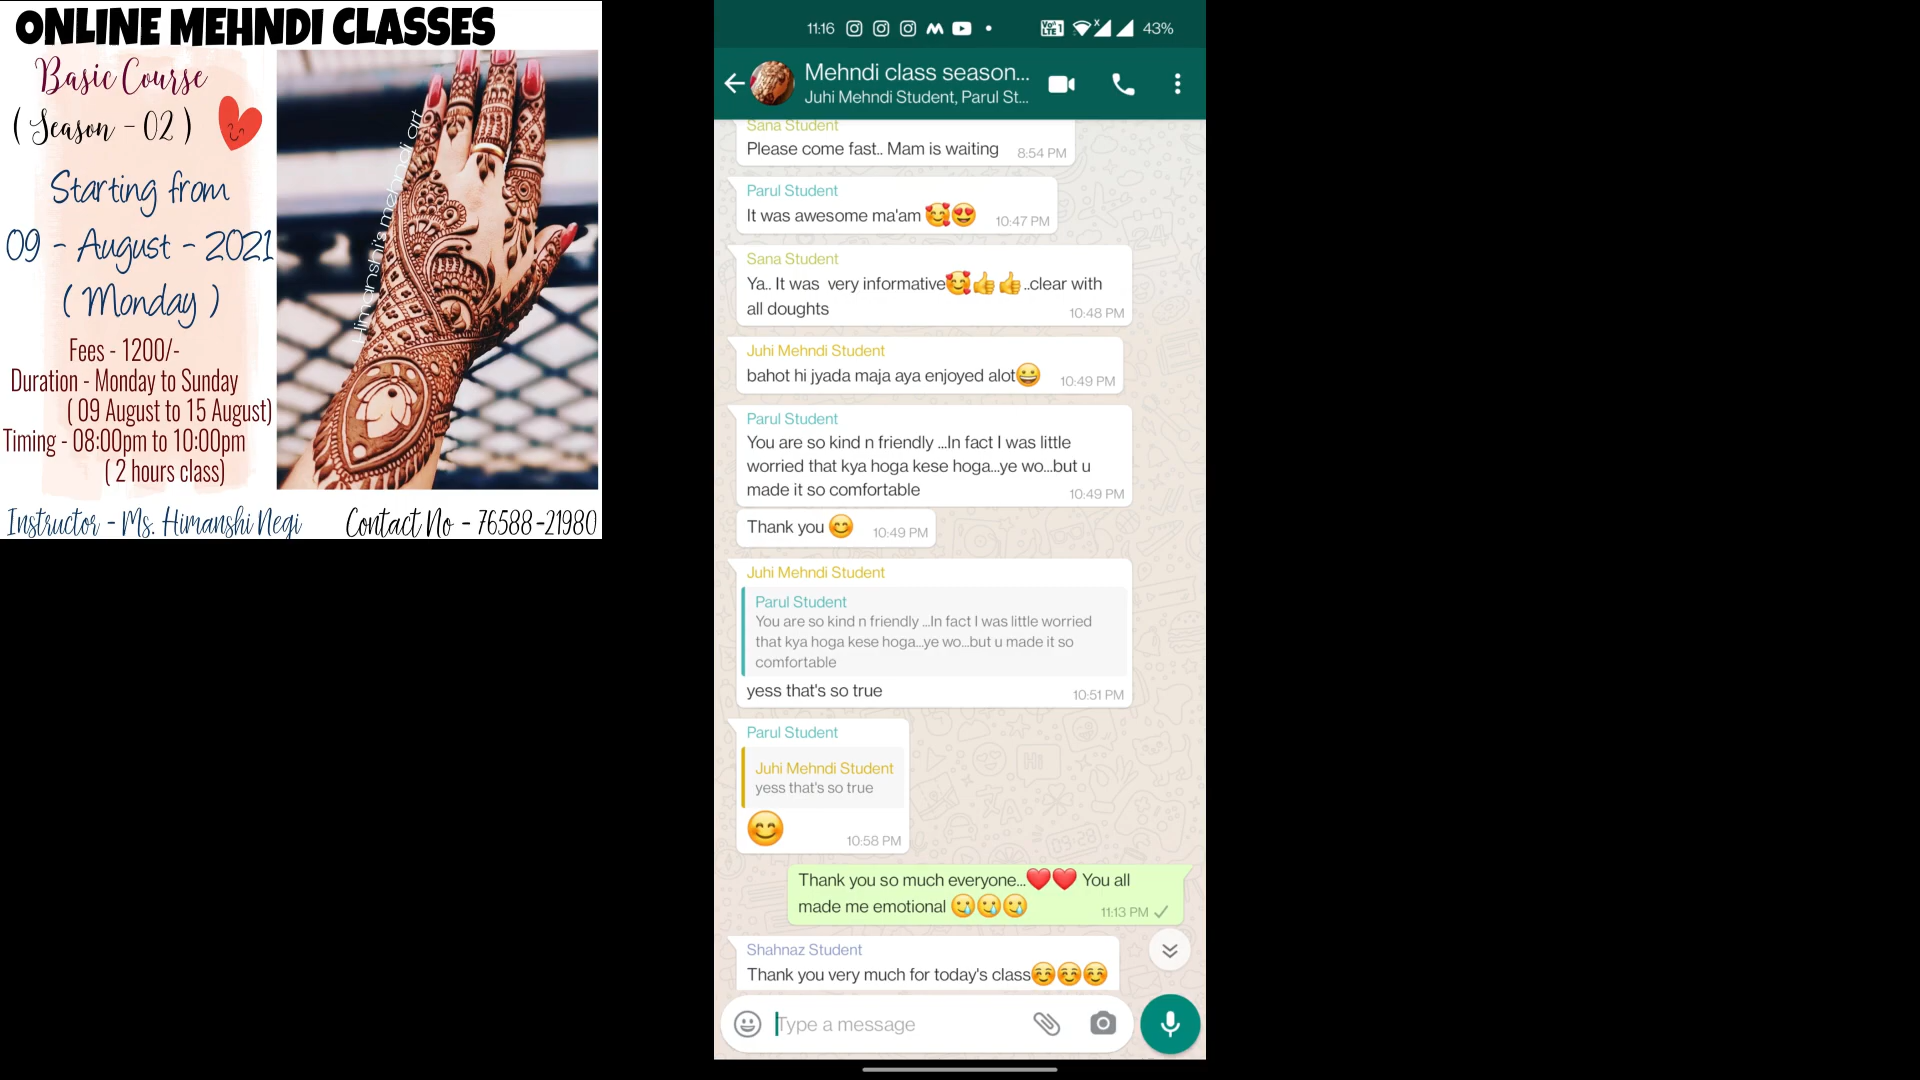 ONLINE MEHNDI CLASSES
Basic Course
( Season - 02 )
Starting from
09 - August - 2021
( Monday )
Fees - 1200/-
Duration - Monday to Sunday
( 09 August to 15 August)
Timing - 08:00pm to 10:00pm
( 2 hours class)
Himanshi's mehndi art
Instructor - Ms. Himanshi Negi
Contact No - 76588-21980
11:16
VoLTE1
x
43%
Mehndi class season...
Juhi Mehndi Student, Parul St...
Sana Student
Please come fast.. Mam is waiting 8:54 PM
Parul Student
It was awesome ma'am 🥰😍 10:47 PM
Sana Student
Ya.. It was very informative🥰👍👍..clear with
all doughts 10:48 PM
Juhi Mehndi Student
bahot hi jyada maja aya enjoyed alot😀 10:49 PM
Parul Student
You are so kind n friendly ...In fact I was little
worried that kya hoga kese hoga...ye wo...but u
made it so comfortable 10:49 PM
Thank you 😊 10:49 PM
Juhi Mehndi Student
Parul Student
You are so kind n friendly ...In fact I was little worried
that kya hoga kese hoga...ye wo...but u made it so
comfortable
yess that's so true 10:51 PM
Parul Student
Juhi Mehndi Student
yess that's so true
😊 10:58 PM
Thank you so much everyone...❤️❤️ You all
made me emotional 🥲🥲🥲 11:13 PM
Shahnaz Student
Thank you very much for today's class☺️☺️☺️
Type a message